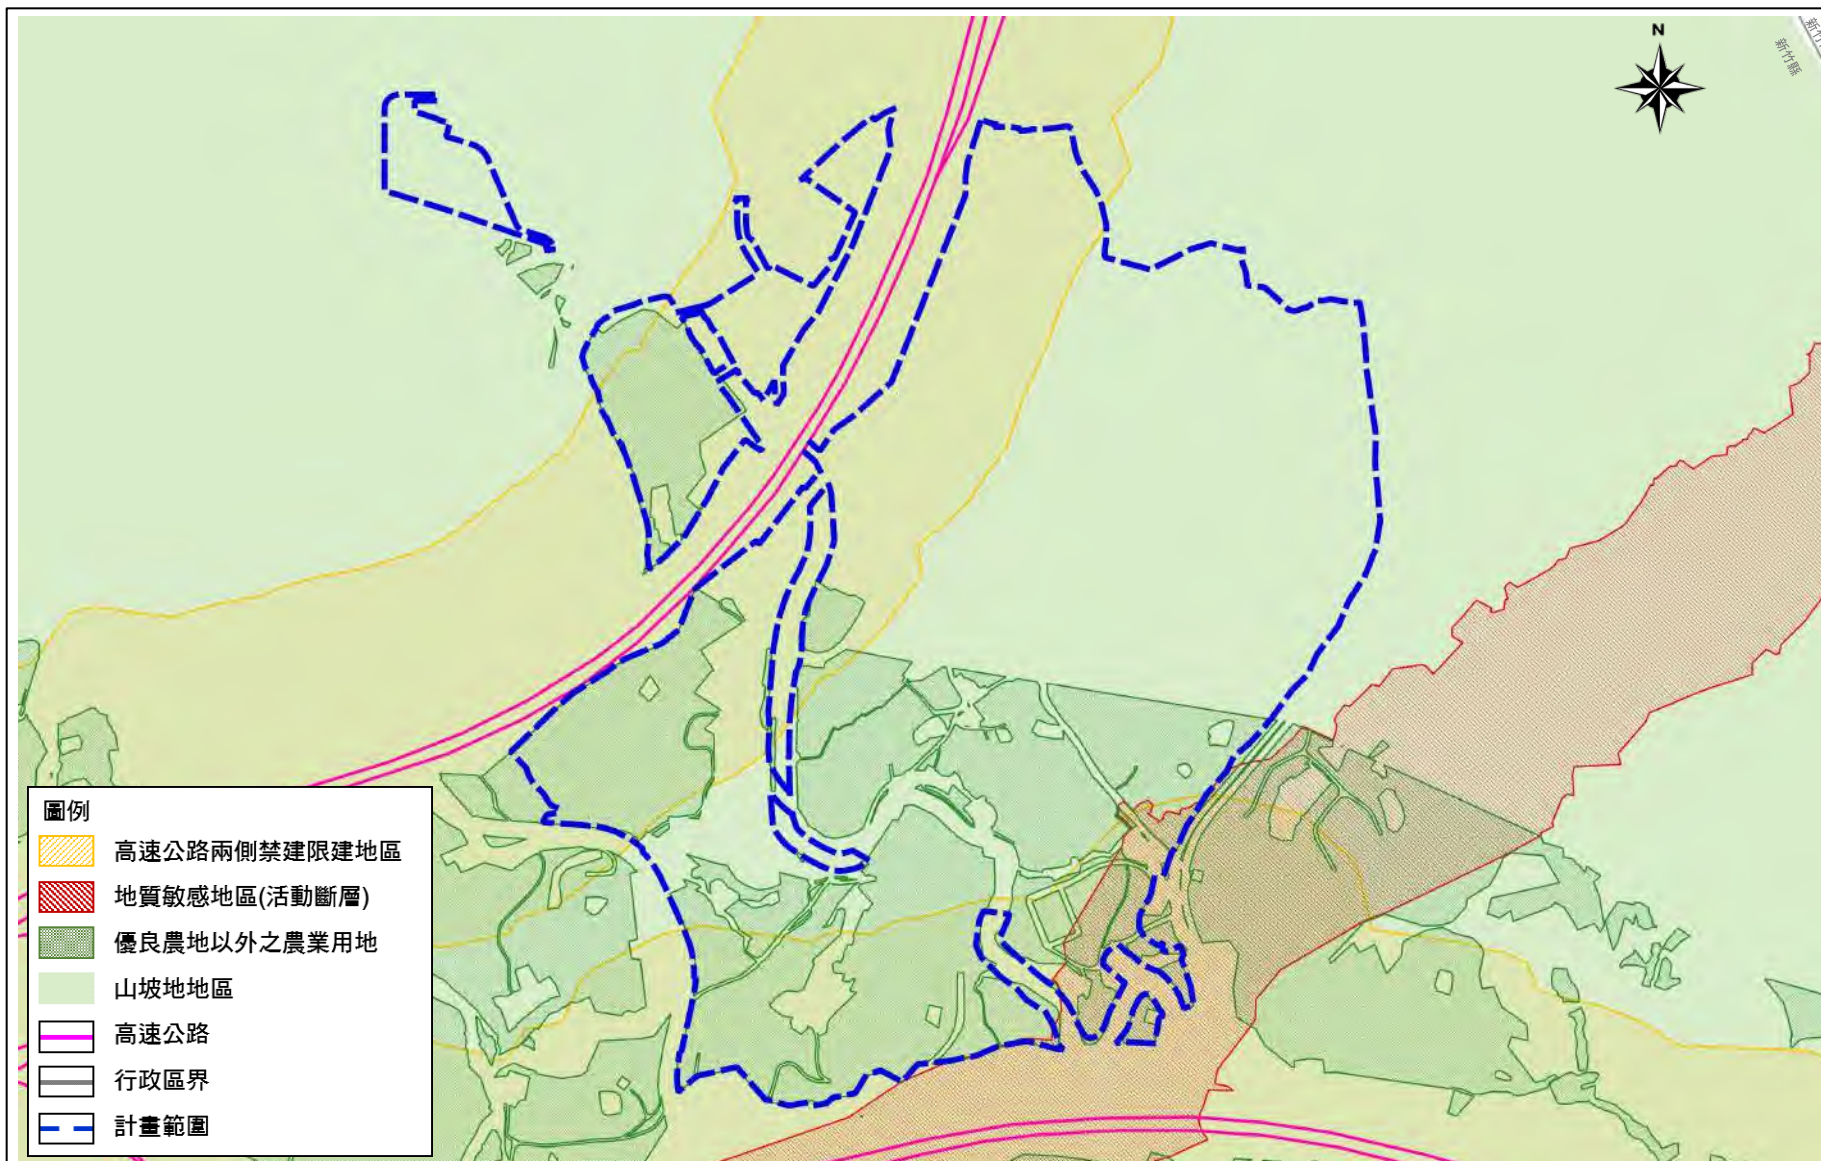 N
新竹
新竹縣
圖例
高速公路兩側禁建限建地區
地質敏感地區(活動斷層)
優良農地以外之農業用地
山坡地地區
高速公路
行政區界
計畫範圍